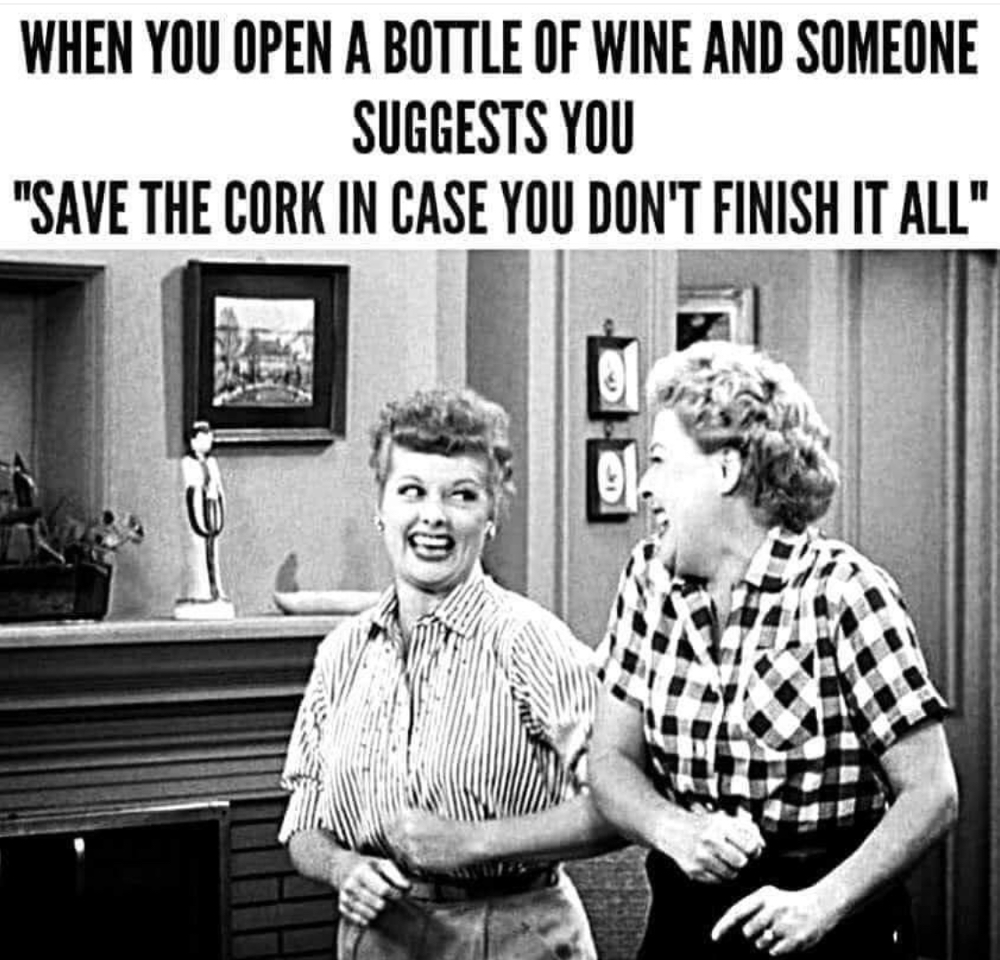 WHEN YOU OPEN A BOTTLE OF WINE AND SOMEONE
SUGGESTS YOU
"SAVE THE CORK IN CASE YOU DON'T FINISH IT ALL"